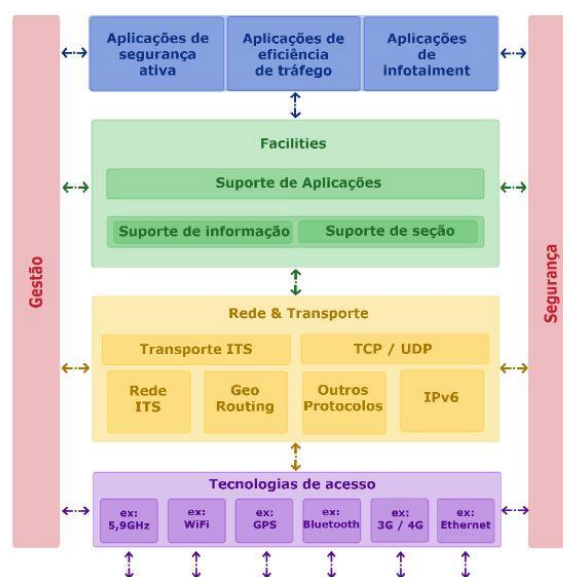 Aplicações de
segurança
ativa
Aplicações de
eficiência
de tráfego
Aplicações
de
infotaiment
Facilities
Suporte de Aplicações
Suporte de informação
Suporte de seção
Gestão
Segurança
Rede & Transporte
Transporte ITS
TCP / UDP
Rede
ITS
Geo
Routing
Outros
Protocolos
IPv6
Tecnologias de acesso
ex:
5,9GHz
ex:
WiFi
ex:
GPS
ex:
Bluetooth
ex:
3G / 4G
ex:
Ethernet